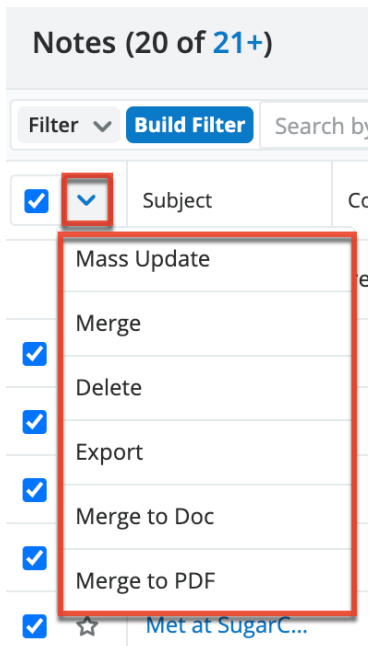 Notes (20 of 21+)
Filter Build Filter Search by
Subject Co
Mass Update
Merge
Delete
Export
Merge to Doc
Merge to PDF
Met at SugarC...